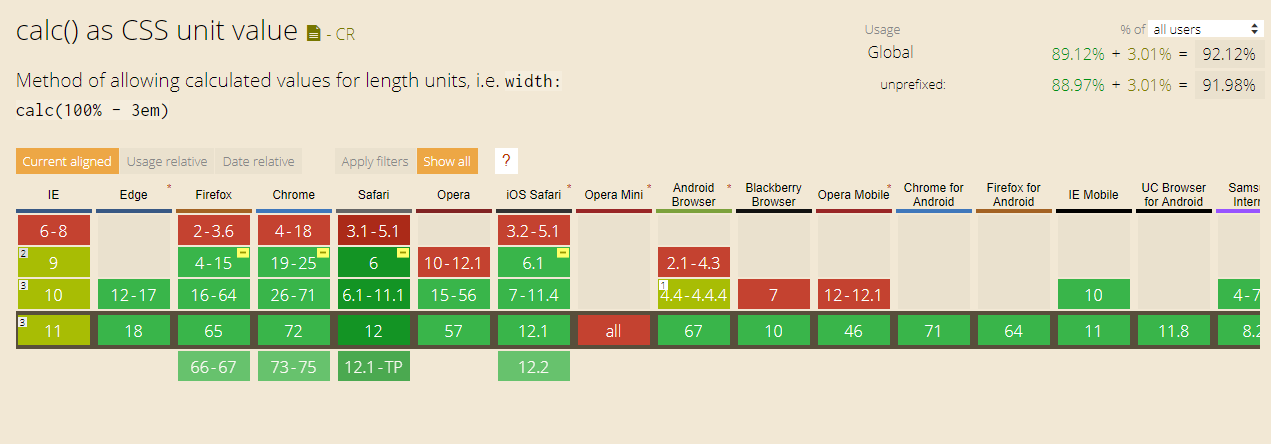 calc() as CSS unit value - CR
Usage % of all users
Global 89.12% + 3.01% = 92.12%
unprefixed: 88.97% + 3.01% = 91.98%
Method of allowing calculated values for length units, i.e. width:
calc(100% - 3em)
Current aligned Usage relative Date relative Apply filters Show all ?
IE Edge * Firefox Chrome Safari Opera iOS Safari * Opera Mini * Android Browser * Blackberry Browser Opera Mobile * Chrome for Android Firefox for Android IE Mobile UC Browser for Android Sams Intern
6-8 2-3.6 4-18 3.1-5.1 3.2-5.1
2 9 4-15 19-25 6 10-12.1 6.1 2.1-4.3
3 10 12-17 16-64 26-71 6.1-11.1 15-56 7-11.4 1 4.4-4.4.4 7 12-12.1 10 4-7
3 11 18 65 72 12 57 12.1 all 67 10 46 71 64 11 11.8 8.2
66-67 73-75 12.1-TP 12.2